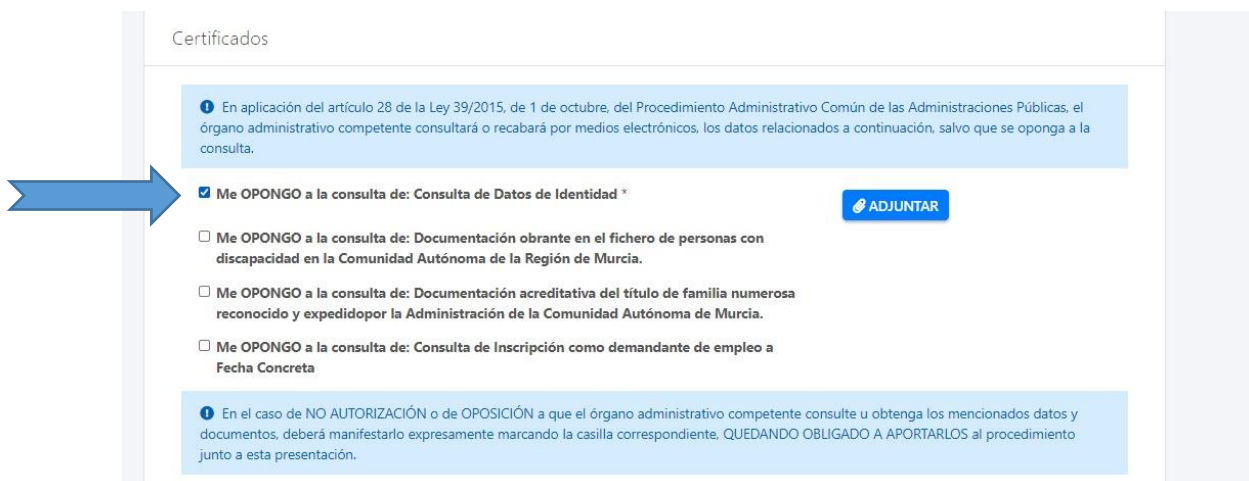 Certificados
En aplicación del artículo 28 de la Ley 39/2015, de 1 de octubre, del Procedimiento Administrativo Común de las Administraciones Públicas, el
órgano administrativo competente consultará o recabará por medios electrónicos, los datos relacionados a continuación, salvo que se oponga a la
consulta.
Me OPONGO a la consulta de: Consulta de Datos de Identidad *
ADJUNTAR
Me OPONGO a la consulta de: Documentación obrante en el fichero de personas con
discapacidad en la Comunidad Autónoma de la Región de Murcia.
Me OPONGO a la consulta de: Documentación acreditativa del título de familia numerosa
reconocido y expedidopor la Administración de la Comunidad Autónoma de Murcia.
Me OPONGO a la consulta de: Consulta de Inscripción como demandante de empleo a
Fecha Concreta
En el caso de NO AUTORIZACIÓN o de OPOSICIÓN a que el órgano administrativo competente consulte u obtenga los mencionados datos y
documentos, deberá manifestarlo expresamente marcando la casilla correspondiente, QUEDANDO OBLIGADO A APORTARLOS al procedimiento
junto a esta presentación.